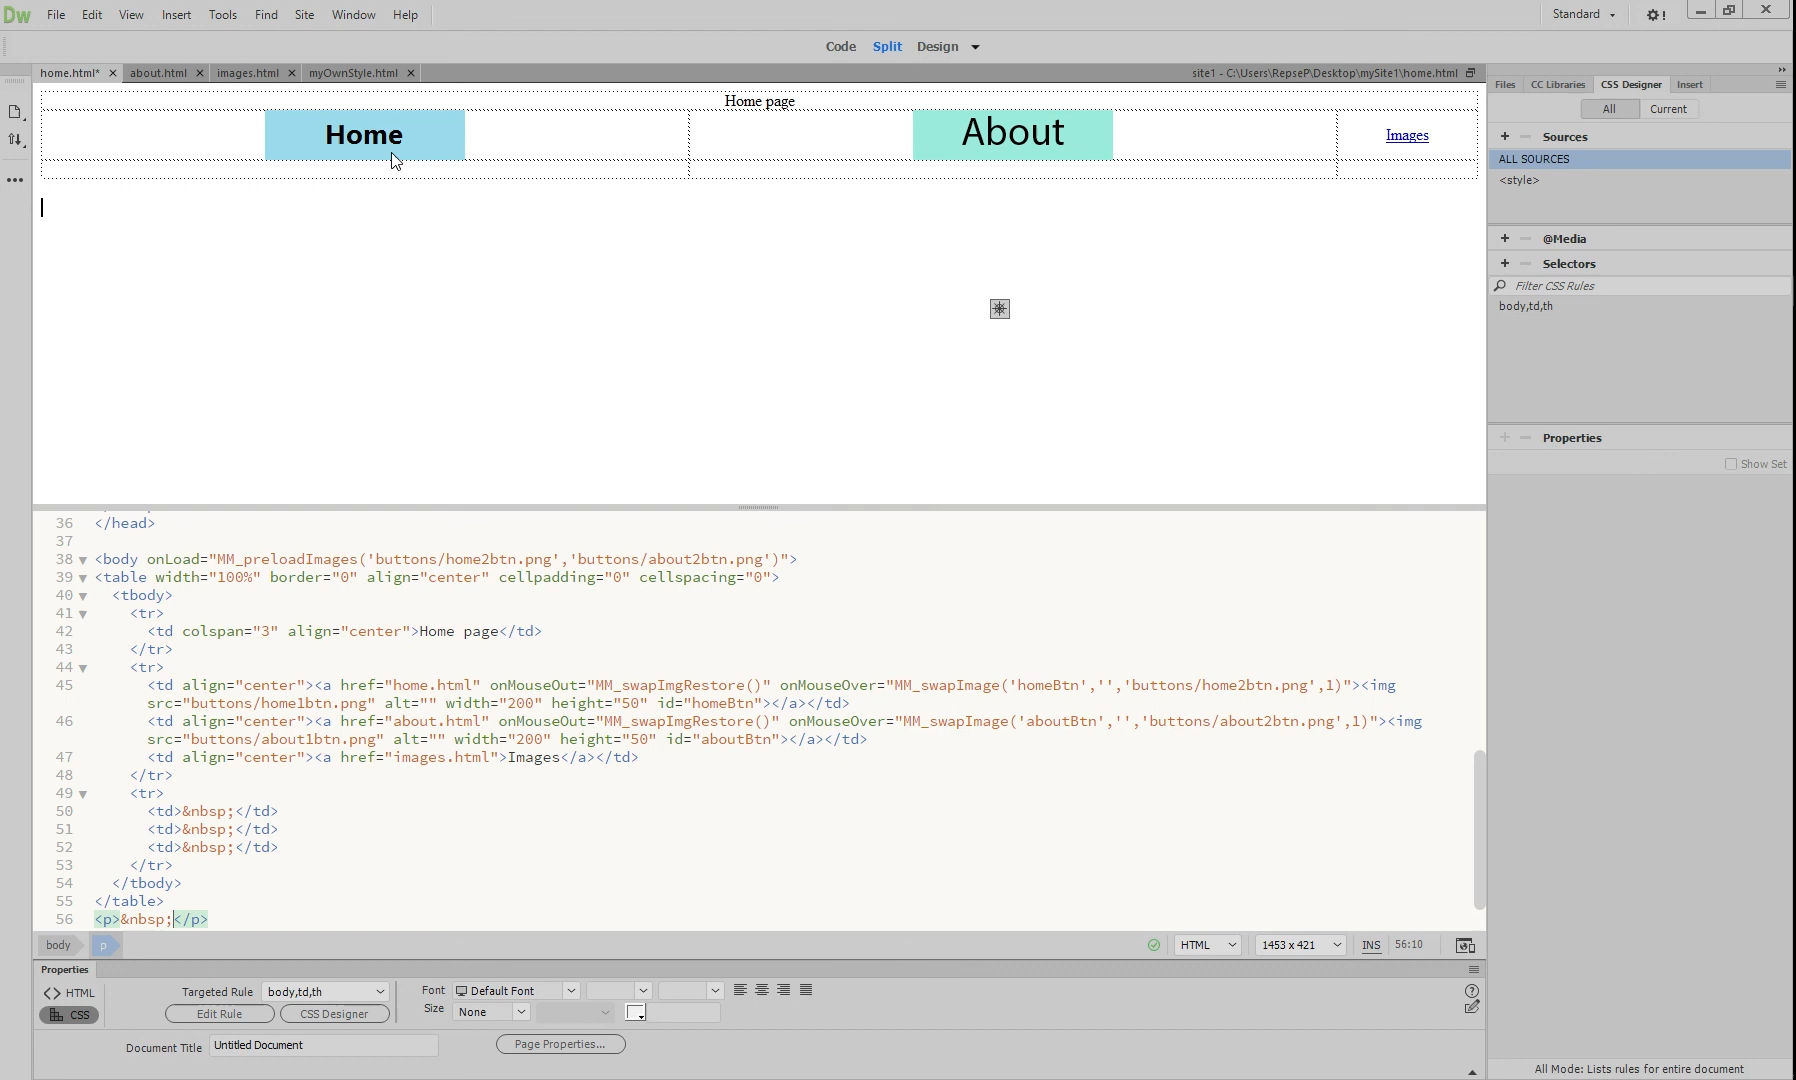 Dw File Edit View Insert Tools Find Site Window Help Standard !
Code Split Design
home.html* about.html images.html myOwnStyle.html site1 - C:\Users\RepseP\Desktop\mySite1\home.html
Files CC Libraries CSS Designer Insert
All Current
Sources
ALL SOURCES
<style>
@Media
Selectors
Filter CSS Rules
body,td,th
Properties
Show Set
All Mode: Lists rules for entire document
Home page
Home About Images
36 </head>
37
38 <body onLoad="MM_preloadImages('buttons/home2btn.png','buttons/about2btn.png')">
39 <table width="100%" border="0" align="center" cellpadding="0" cellspacing="0">
40 <tbody>
41 <tr>
42 <td colspan="3" align="center">Home page</td>
43 </tr>
44 <tr>
45 <td align="center"><a href="home.html" onMouseOut="MM_swapImgRestore()" onMouseOver="MM_swapImage('homeBtn','','buttons/home2btn.png',1)"><img
src="buttons/home1btn.png" alt="" width="200" height="50" id="homeBtn"></a></td>
46 <td align="center"><a href="about.html" onMouseOut="MM_swapImgRestore()" onMouseOver="MM_swapImage('aboutBtn','','buttons/about2btn.png',1)"><img
src="buttons/about1btn.png" alt="" width="200" height="50" id="aboutBtn"></a></td>
47 <td align="center"><a href="images.html">Images</a></td>
48 </tr>
49 <tr>
50 <td>&nbsp;</td>
51 <td>&nbsp;</td>
52 <td>&nbsp;</td>
53 </tr>
54 </tbody>
55 </table>
56 <p>&nbsp;</p>
body p HTML 1453 x 421 INS 56:10
Properties
<> HTML Targeted Rule body,td,th Font Default Font
CSS Edit Rule CSS Designer Size None
Document Title Untitled Document Page Properties...